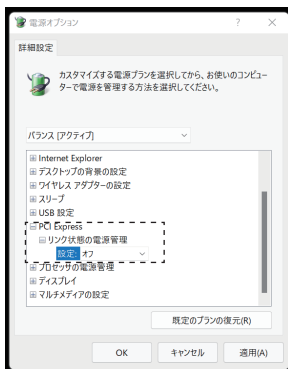 電源オプション
詳細設定
カスタマイズする電源プランを選択してから、お使いのコンピュー
ターで電源を管理する方法を選択してください。
バランス [アクティブ]
Internet Explorer
デスクトップの背景の設定
ワイヤレス アダプターの設定
スリープ
USB 設定
PCI Express
リンク状態の電源管理
設定: オフ
プロセッサの電源管理
ディスプレイ
マルチメディアの設定
既定のプランの復元(R)
OK キャンセル 適用(A)